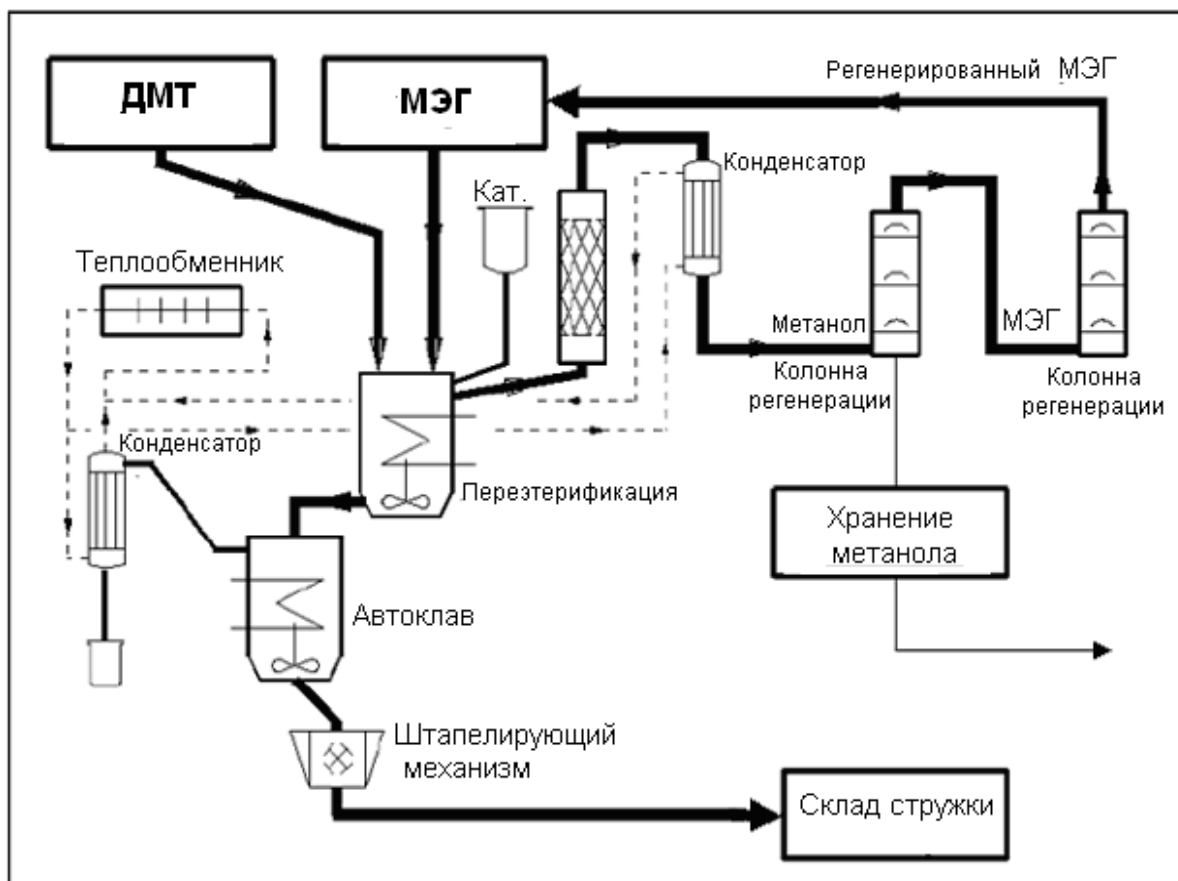 ДМТ
МЭГ
Регенерированный МЭГ
Конденсатор
Кат.
Теплообменник
Метанол
МЭГ
Колонна
регенерации
Колонна
регенерации
Конденсатор
Переэтерификация
Хранение
метанола
Автоклав
Штапелирующий
механизм
Склад стружки